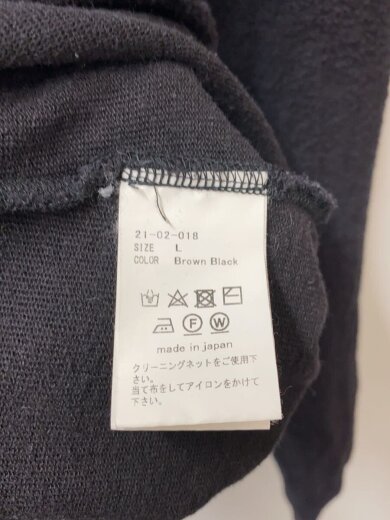 21-02-018
SIZE L
COLOR Brown Black
F W
made in japan
クリーニングネットをご使用下
さい。
当て布をしてアイロンをかけて
下さい。